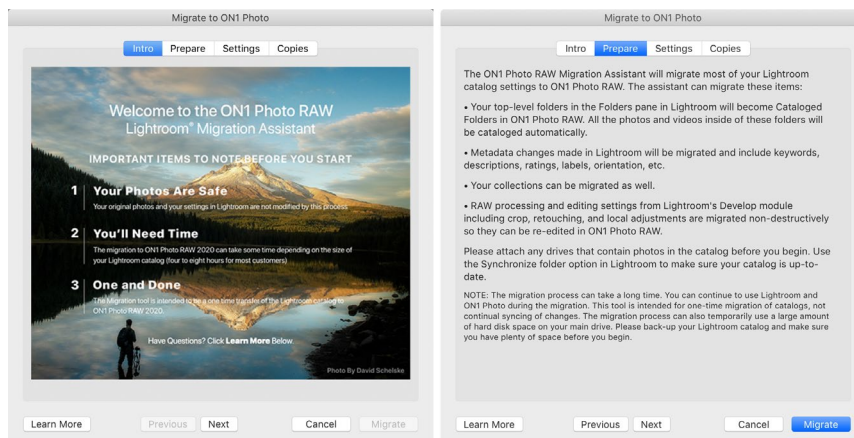 Migrate to ON1 Photo
Intro Prepare Settings Copies
Welcome to the ON1 Photo RAW
Lightroom® Migration Assistant
IMPORTANT ITEMS TO NOTE BEFORE YOU START
1 Your Photos Are Safe
Your original photos and your settings in Lightroom are not modified by this process
2 You'll Need Time
The migration to ON1 Photo RAW 2020 can take some time depending on the size of
your Lightroom catalog (four to eight hours for most customers)
3 One and Done
The Migration tool is intended to be a one time transfer of the Lightroom catalog to
ON1 Photo RAW 2020.
Have Questions? Click Learn More Below.
Photo By David Schelske
Learn More Previous Next Cancel Migrate
Migrate to ON1 Photo
Intro Prepare Settings Copies
The ON1 Photo RAW Migration Assistant will migrate most of your Lightroom
catalog settings to ON1 Photo RAW. The assistant can migrate these items:
• Your top-level folders in the Folders pane in Lightroom will become Cataloged
Folders in ON1 Photo RAW. All the photos and videos inside of these folders will
be cataloged automatically.
• Metadata changes made in Lightroom will be migrated and include keywords,
descriptions, ratings, labels, orientation, etc.
• Your collections can be migrated as well.
• RAW processing and editing settings from Lightroom's Develop module
including crop, retouching, and local adjustments are migrated non-destructively
so they can be re-edited in ON1 Photo RAW.
Please attach any drives that contain photos in the catalog before you begin. Use
the Synchronize folder option in Lightroom to make sure your catalog is up-to-
date.
NOTE: The migration process can take a long time. You can continue to use Lightroom and
ON1 Photo during the migration. This tool is intended for one-time migration of catalogs, not
continual syncing of changes. The migration process can also temporarily use a large amount
of hard disk space on your main drive. Please back-up your Lightroom catalog and make sure
you have plenty of space before you begin.
Learn More Previous Next Cancel Migrate